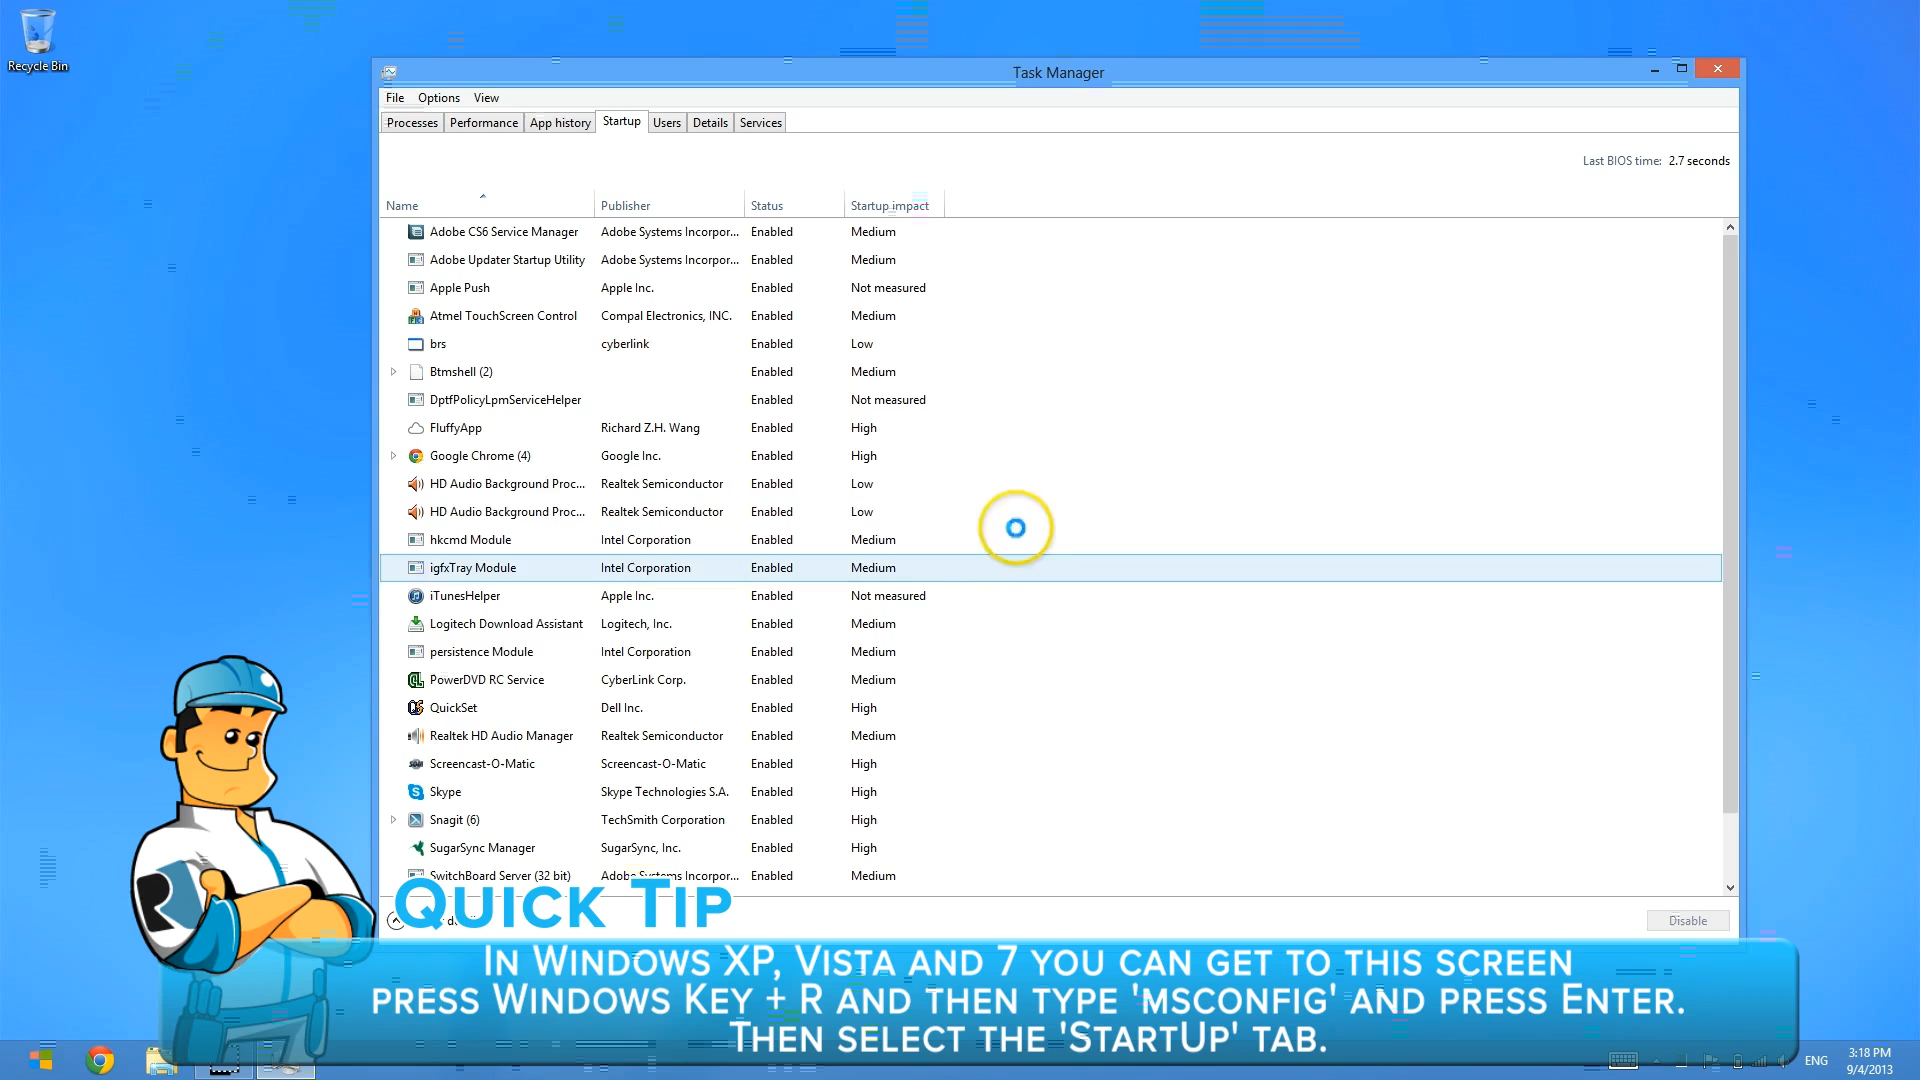 Recycle Bin
Task Manager
File Options View
Processes Performance App history Startup Users Details Services
Last BIOS time: 2.7 seconds
Name Publisher Status Startup impact
Adobe CS6 Service Manager Adobe Systems Incorpor... Enabled Medium
Adobe Updater Startup Utility Adobe Systems Incorpor... Enabled Medium
Apple Push Apple Inc. Enabled Not measured
Atmel TouchScreen Control Compal Electronics, INC. Enabled Medium
brs cyberlink Enabled Low
Btmshell (2) Enabled Medium
DptfPolicyLpmServiceHelper Enabled Not measured
FluffyApp Richard Z.H. Wang Enabled High
Google Chrome (4) Google Inc. Enabled High
HD Audio Background Proc... Realtek Semiconductor Enabled Low
HD Audio Background Proc... Realtek Semiconductor Enabled Low
hkcmd Module Intel Corporation Enabled Medium
igfxTray Module Intel Corporation Enabled Medium
iTunesHelper Apple Inc. Enabled Not measured
Logitech Download Assistant Logitech, Inc. Enabled Medium
persistence Module Intel Corporation Enabled Medium
PowerDVD RC Service CyberLink Corp. Enabled Medium
QuickSet Dell Inc. Enabled High
Realtek HD Audio Manager Realtek Semiconductor Enabled Medium
Screencast-O-Matic Screencast-O-Matic Enabled High
Skype Skype Technologies S.A. Enabled High
Snagit (6) TechSmith Corporation Enabled High
SugarSync Manager SugarSync, Inc. Enabled High
SwitchBoard Server (32 bit) Adobe Systems Incorpor... Enabled Medium
Quick Tip
Disable
In Windows XP, Vista and 7 you can get to this screen
press Windows Key + R and then type 'msconfig' and press Enter.
Then select the 'StartUp' tab.
ENG
3:18 PM
9/4/2013